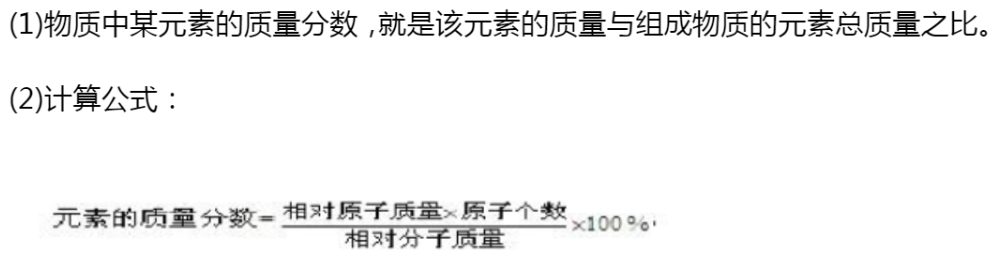 (1)物质中某元素的质量分数,就是该元素的质量与组成物质的元素总质量之比。
(2)计算公式：
元素的质量分数=相对原子质量×原子个数/相对分子质量×100%.